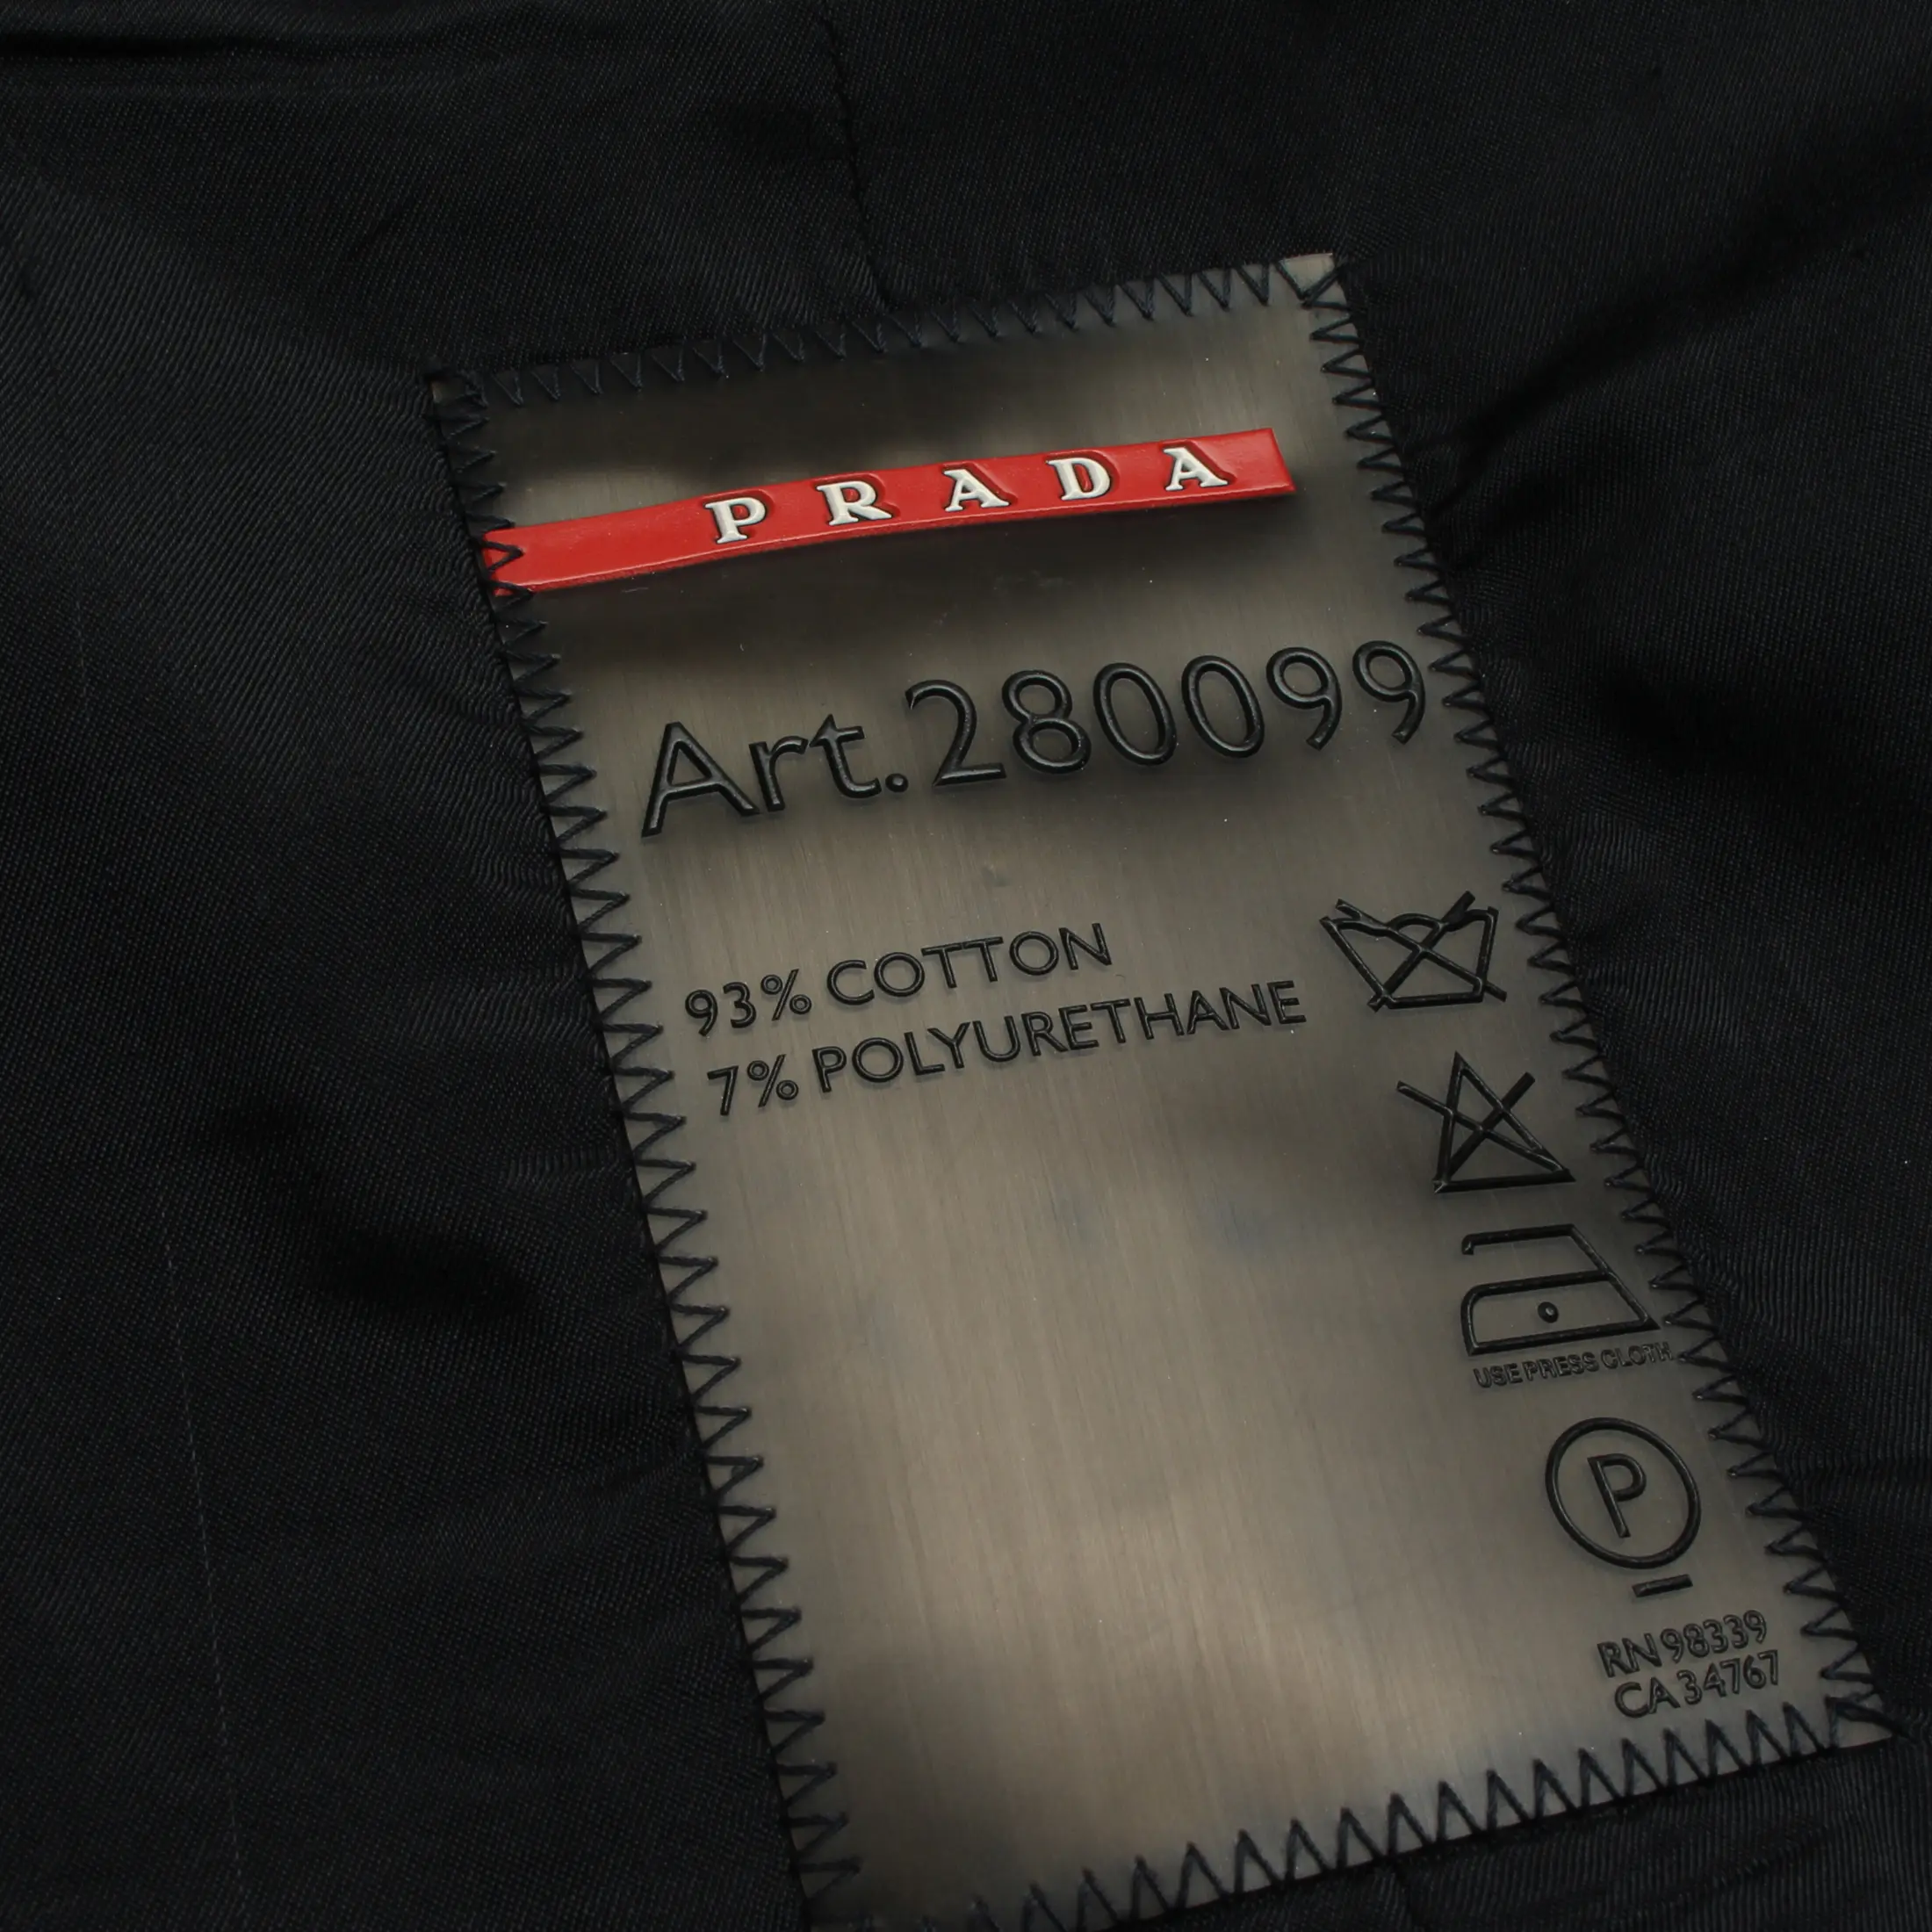 PRADA
Art.280099
93% COTTON
7% POLYURETHANE
USE PRESS CLOTH
P
RN 98339
CA 34767